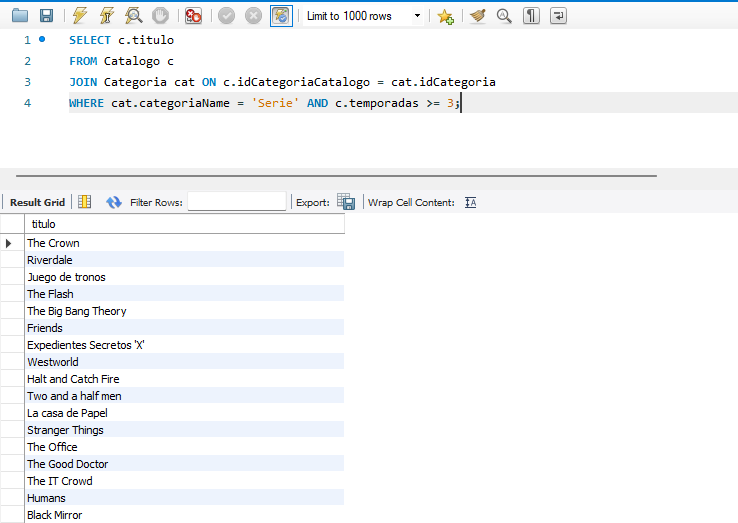 Limit to 1000 rows
1 SELECT c.titulo
2 FROM Catalogo c
3 JOIN Categoria cat ON c.idCategoriaCatalogo = cat.idCategoria
4 WHERE cat.categoriaName = 'Serie' AND c.temporadas >= 3;
Result Grid Filter Rows: Export: Wrap Cell Content:
titulo
The Crown
Riverdale
Juego de tronos
The Flash
The Big Bang Theory
Friends
Expedientes Secretos 'X'
Westworld
Halt and Catch Fire
Two and a half men
La casa de Papel
Stranger Things
The Office
The Good Doctor
The IT Crowd
Humans
Black Mirror